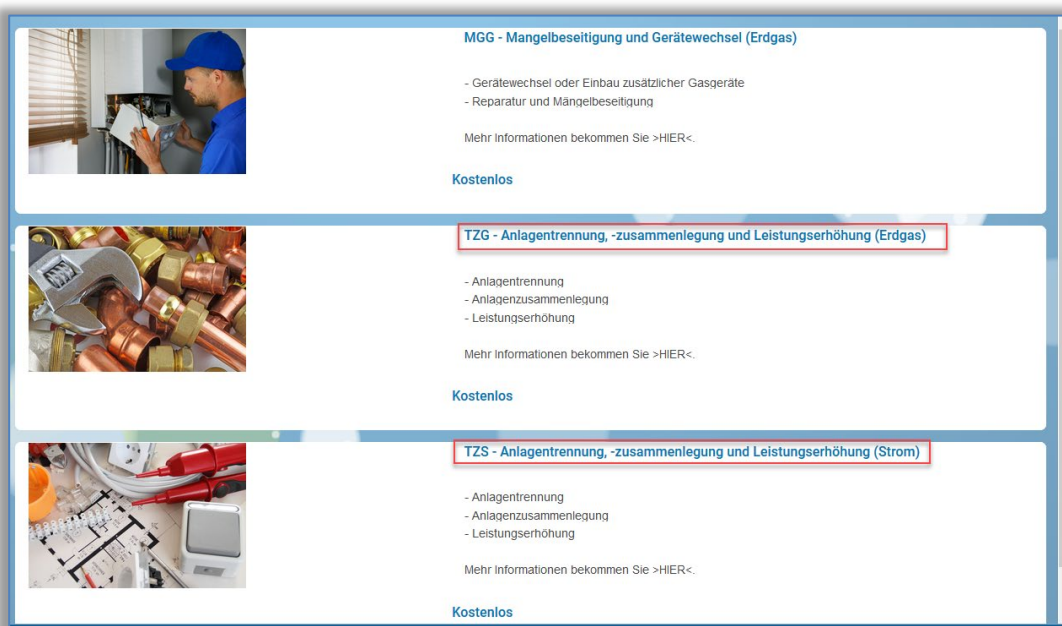 MGG - Mangelbeseitigung und Gerätewechsel (Erdgas)
- Gerätewechsel oder Einbau zusätzlicher Gasgeräte
- Reparatur und Mängelbeseitigung
Mehr Informationen bekommen Sie >HIER<.
Kostenlos
TZG - Anlagentrennung, -zusammenlegung und Leistungserhöhung (Erdgas)
- Anlagentrennung
- Anlagenzusammenlegung
- Leistungserhöhung
Mehr Informationen bekommen Sie >HIER<.
Kostenlos
TZS - Anlagentrennung, -zusammenlegung und Leistungserhöhung (Strom)
- Anlagentrennung
- Anlagenzusammenlegung
- Leistungserhöhung
Mehr Informationen bekommen Sie >HIER<.
Kostenlos